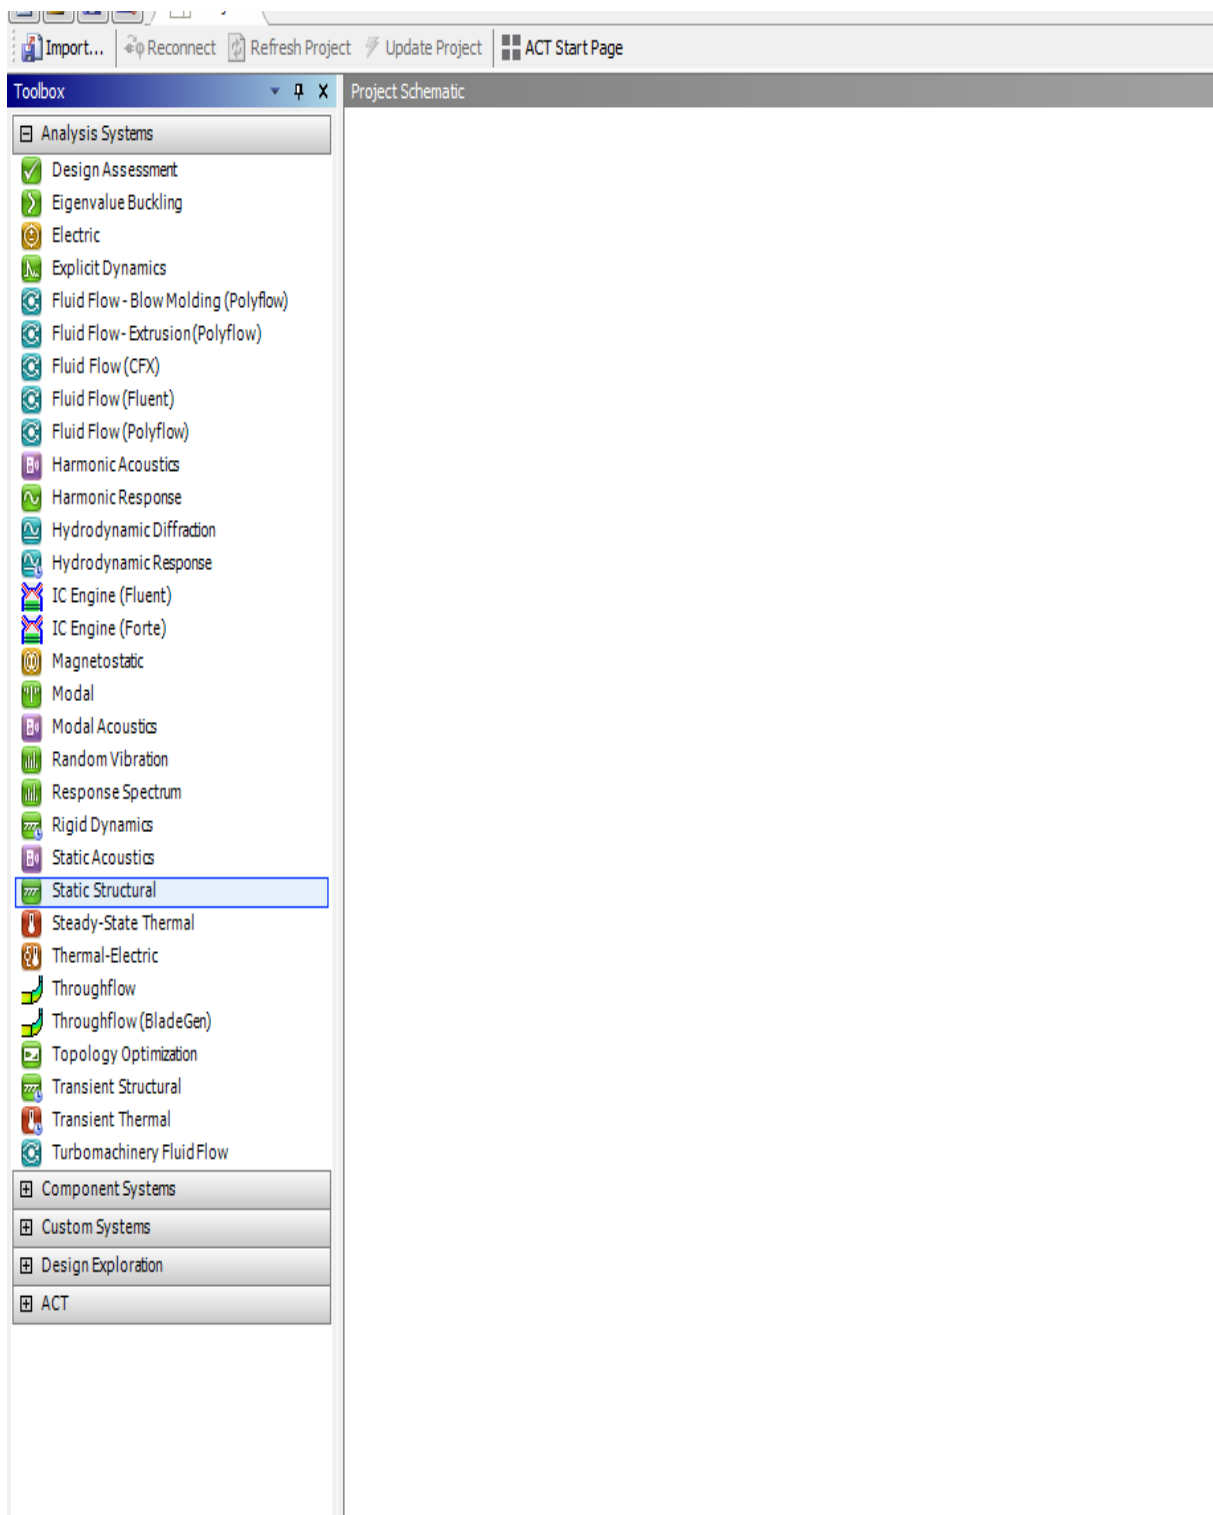 Import... Reconnect Refresh Project Update Project ACT Start Page
Toolbox
Project Schematic
Analysis Systems
Design Assessment
Eigenvalue Buckling
Electric
Explicit Dynamics
Fluid Flow - Blow Molding (Polyflow)
Fluid Flow - Extrusion (Polyflow)
Fluid Flow (CFX)
Fluid Flow (Fluent)
Fluid Flow (Polyflow)
Harmonic Acoustics
Harmonic Response
Hydrodynamic Diffraction
Hydrodynamic Response
IC Engine (Fluent)
IC Engine (Forte)
Magnetostatic
Modal
Modal Acoustics
Random Vibration
Response Spectrum
Rigid Dynamics
Static Acoustics
Static Structural
Steady-State Thermal
Thermal-Electric
Throughflow
Throughflow (BladeGen)
Topology Optimization
Transient Structural
Transient Thermal
Turbomachinery Fluid Flow
Component Systems
Custom Systems
Design Exploration
ACT